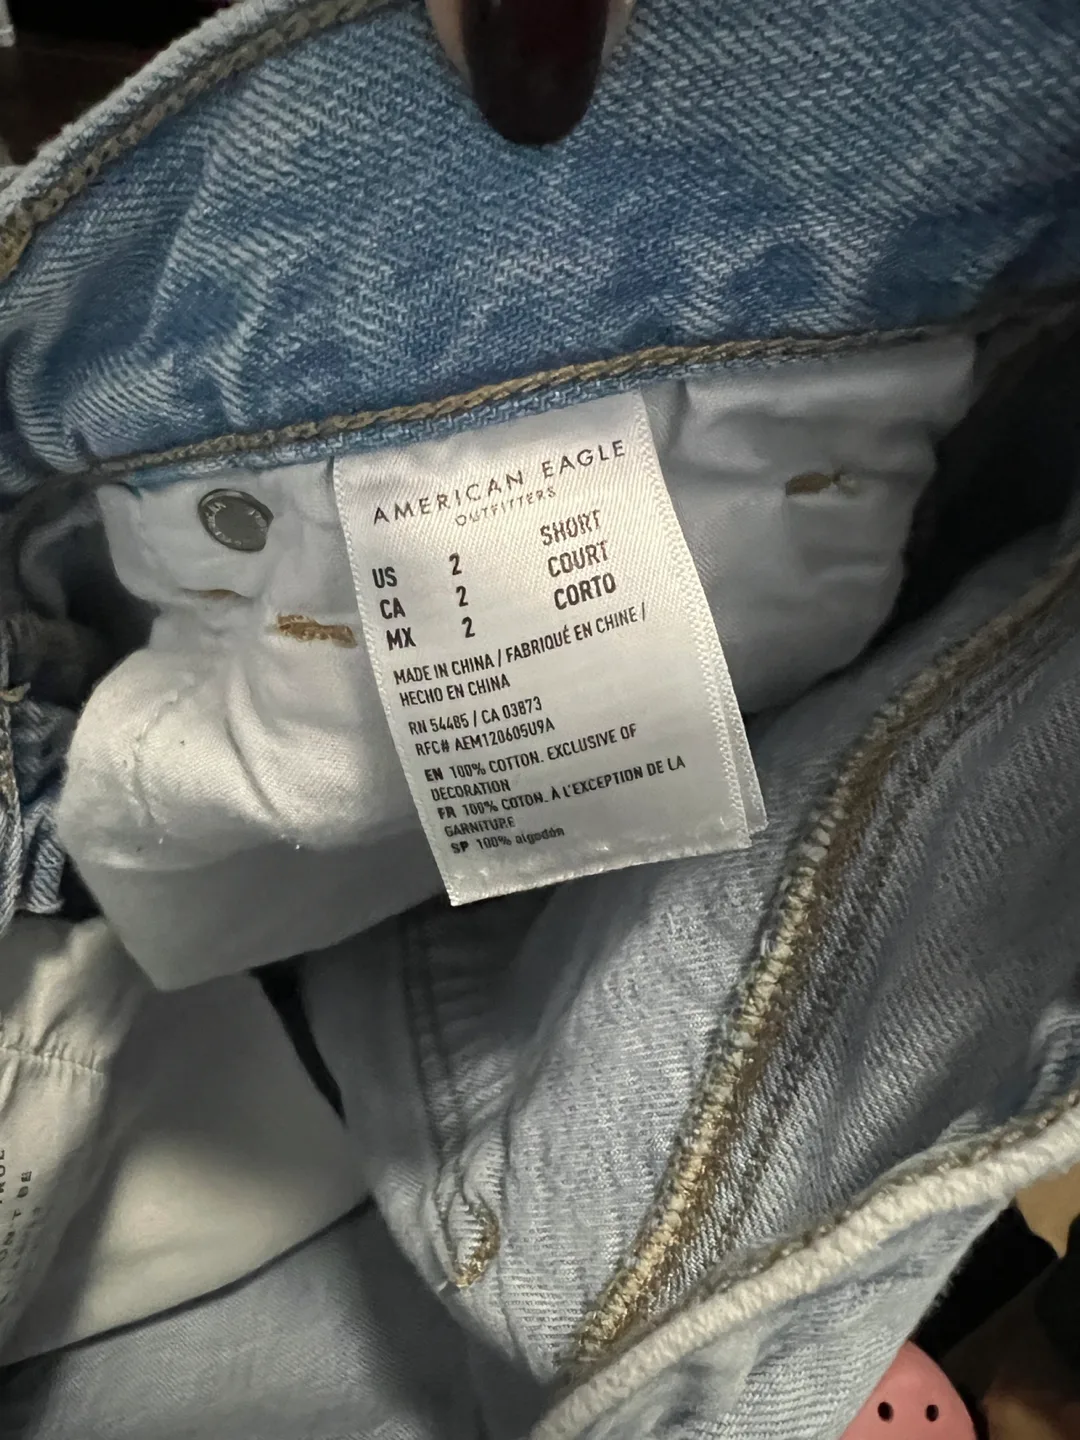 AMERICAN EAGLE
OUTFITTERS
US 2 SHORT
CA 2 COURT
MX 2 CORTO
MADE IN CHINA / FABRIQUÉ EN CHINE /
HECHO EN CHINA
RN 54485 / CA 03873
RFC# AEM120605U9A
EN 100% COTTON. EXCLUSIVE OF
DECORATION
FR 100% COTON. À L'EXCEPTION DE LA
GARNITURE
SP 100% algodón